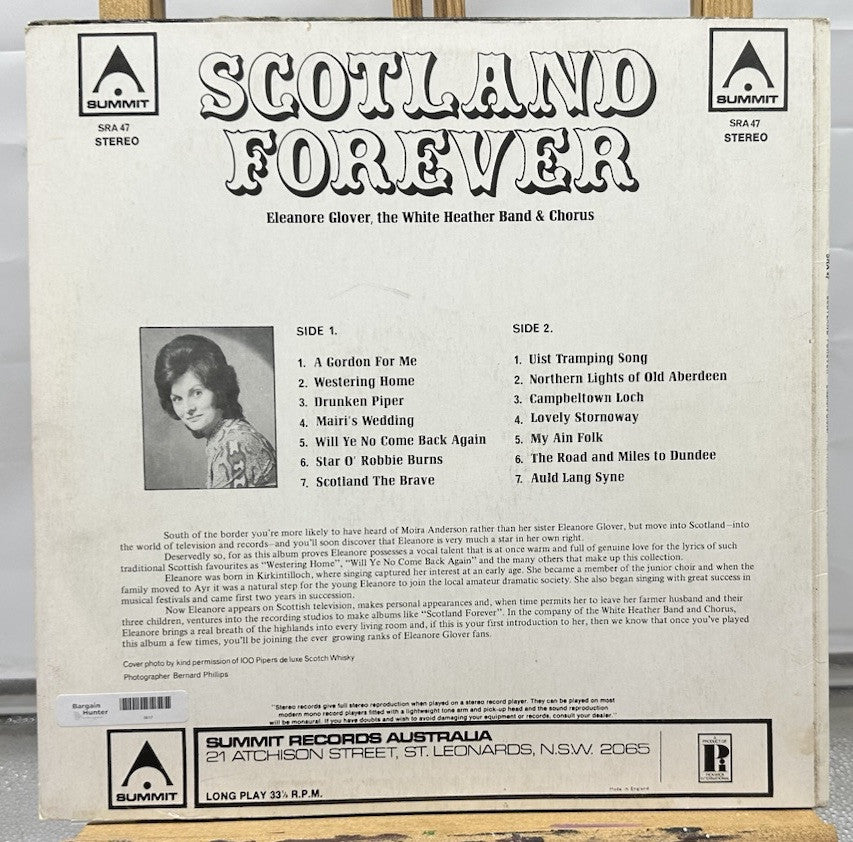 SUMMIT
SRA 47
STEREO
SCOTLAND
FOREVER
Eleanore Glover, the White Heather Band & Chorus
SUMMIT
SRA 47
STEREO
SIDE 1.
1. A Gordon For Me
2. Westering Home
3. Drunken Piper
4. Mairi's Wedding
5. Will Ye No Come Back Again
6. Star O' Robbie Burns
7. Scotland The Brave
SIDE 2.
1. Uist Tramping Song
2. Northern Lights of Old Aberdeen
3. Campbeltown Loch
4. Lovely Stornoway
5. My Ain Folk
6. The Road and Miles to Dundee
7. Auld Lang Syne
South of the border you're more likely to have heard of Moira Anderson rather than her sister Eleanore Glover, but move into Scotland—into
the world of television and records—and you'll soon discover that Eleanore is very much a star in her own right.
Deservedly so, for as this album proves Eleanore possesses a vocal talent that is at once warm and full of genuine love for the lyrics of such
traditional Scottish favourites as "Westering Home", "Will Ye No Come Back Again" and the many others that make up this collection.
Eleanore was born in Kirkintilloch, where singing captured her interest at an early age. She became a member of the junior choir and when the
family moved to Ayr it was a natural step for the young Eleanore to join the local amateur dramatic society. She also began singing with great success in
musical festivals and came first two years in succession.
Now Eleanore appears on Scottish television, makes personal appearances and, when time permits her to leave her farmer husband and their
three children, ventures into the recording studios to make albums like "Scotland Forever". In the company of the White Heather Band and Chorus,
Eleanore brings a real breath of the highlands into every living room and, if this is your first introduction to her, then we know that once you've played
this album a few times, you'll be joining the ever growing ranks of Eleanore Glover fans.
Cover photo by kind permission of 100 Pipers de luxe Scotch Whisky
Photographer Bernard Phillips
Bargain
Hunter
"Stereo records give full stereo reproduction when played on a stereo record player. They can be played on most
modern mono record players fitted with a lightweight tone arm and pick-up head and the sound reproduction
will be monaural. If you have doubts and wish to avoid damaging your equipment or records, consult your dealer."
SUMMIT
SUMMIT RECORDS AUSTRALIA
21 ATCHISON STREET, ST. LEONARDS, N.S.W. 2065
LONG PLAY 33⅓ R.P.M.
Made in England
A PRODUCT OF
PICKWICK
INTERNATIONAL